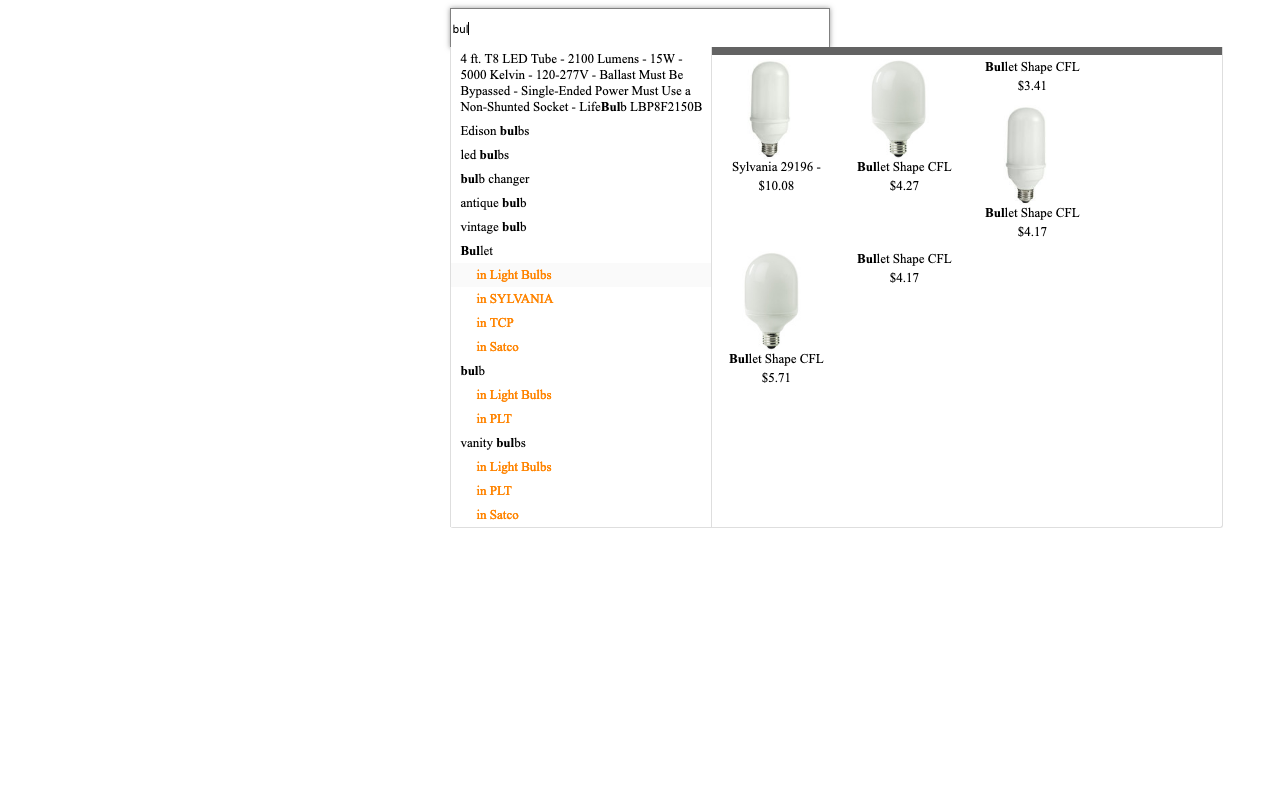 bul
4 ft. T8 LED Tube - 2100 Lumens - 15W -
5000 Kelvin - 120-277V - Ballast Must Be
Bypassed - Single-Ended Power Must Use a
Non-Shunted Socket - LifeBulb LBP8F2150B
Edison bulbs
led bulbs
bulb changer
antique bulb
vintage bulb
Bullet
in Light Bulbs
in SYLVANIA
in TCP
in Satco
bulb
in Light Bulbs
in PLT
vanity bulbs
in Light Bulbs
in PLT
in Satco
Sylvania 29196 -
$10.08
Bullet Shape CFL
$4.27
Bullet Shape CFL
$3.41
Bullet Shape CFL
$4.17
Bullet Shape CFL
$5.71
Bullet Shape CFL
$4.17